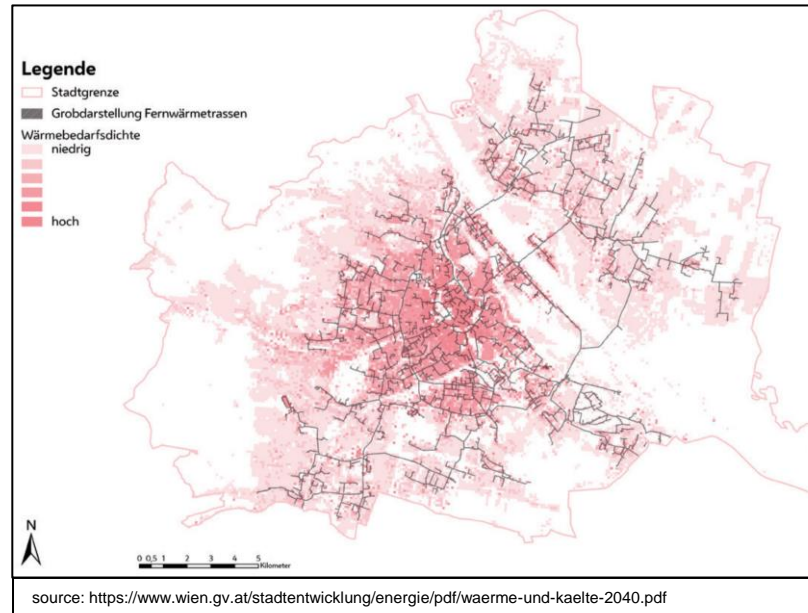 Legende
Stadtgrenze
Grobdarstellung Fernwärmetrassen
Wärmebedarfsdichte
niedrig
hoch
N
0 0,5 1 2 3 4 5
Kilometer
source: https://www.wien.gv.at/stadtentwicklung/energie/pdf/waerme-und-kaelte-2040.pdf